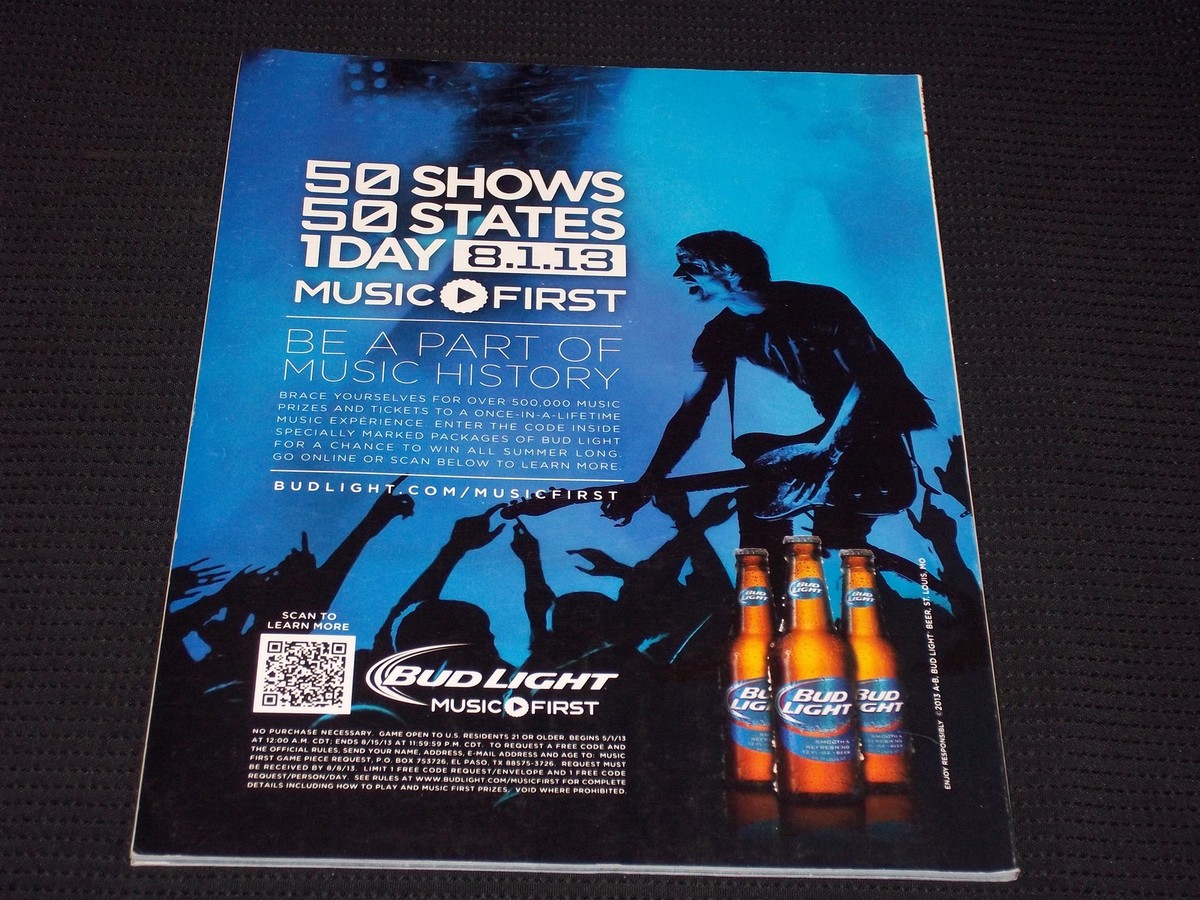 50 SHOWS
50 STATES
1DAY 8.1.13
MUSIC FIRST
BE A PART OF
MUSIC HISTORY
BRACE YOURSELVES FOR OVER 500,000 MUSIC
PRIZES AND TICKETS TO A ONCE-IN-A-LIFETIME
MUSIC EXPERIENCE. ENTER THE CODE INSIDE
SPECIALLY MARKED PACKAGES OF BUD LIGHT
FOR A CHANCE TO WIN ALL SUMMER LONG.
GO ONLINE OR SCAN BELOW TO LEARN MORE.
BUDLIGHT.COM/MUSICFIRST
SCAN TO
LEARN MORE
BUD LIGHT
MUSIC FIRST
NO PURCHASE NECESSARY. GAME OPEN TO U.S. RESIDENTS 21 OR OLDER. BEGINS 5/1/13
AT 12:00 A.M. CDT; ENDS 8/15/13 AT 11:59:59 P.M. CDT. TO REQUEST A FREE CODE AND
THE OFFICIAL RULES, SEND YOUR NAME, ADDRESS, E-MAIL ADDRESS AND AGE TO: MUSIC
FIRST GAME PIECE REQUEST, P.O. BOX 753726, EL PASO, TX 88575-3726. REQUEST MUST
BE RECEIVED BY 8/8/13. LIMIT 1 FREE CODE REQUEST/ENVELOPE AND 1 FREE CODE
REQUEST/PERSON/DAY. SEE RULES AT WWW.BUDLIGHT.COM/MUSICFIRST FOR COMPLETE
DETAILS INCLUDING HOW TO PLAY AND MUSIC FIRST PRIZES. VOID WHERE PROHIBITED.
BUD
LIGHT
BUD
LIGHT
BUD
LIGHT
BUD
LIGHT
SMOOTH &
REFRESHING
ENJOY RESPONSIBLY ©2013 A-B, BUD LIGHT® BEER, ST. LOUIS, MO